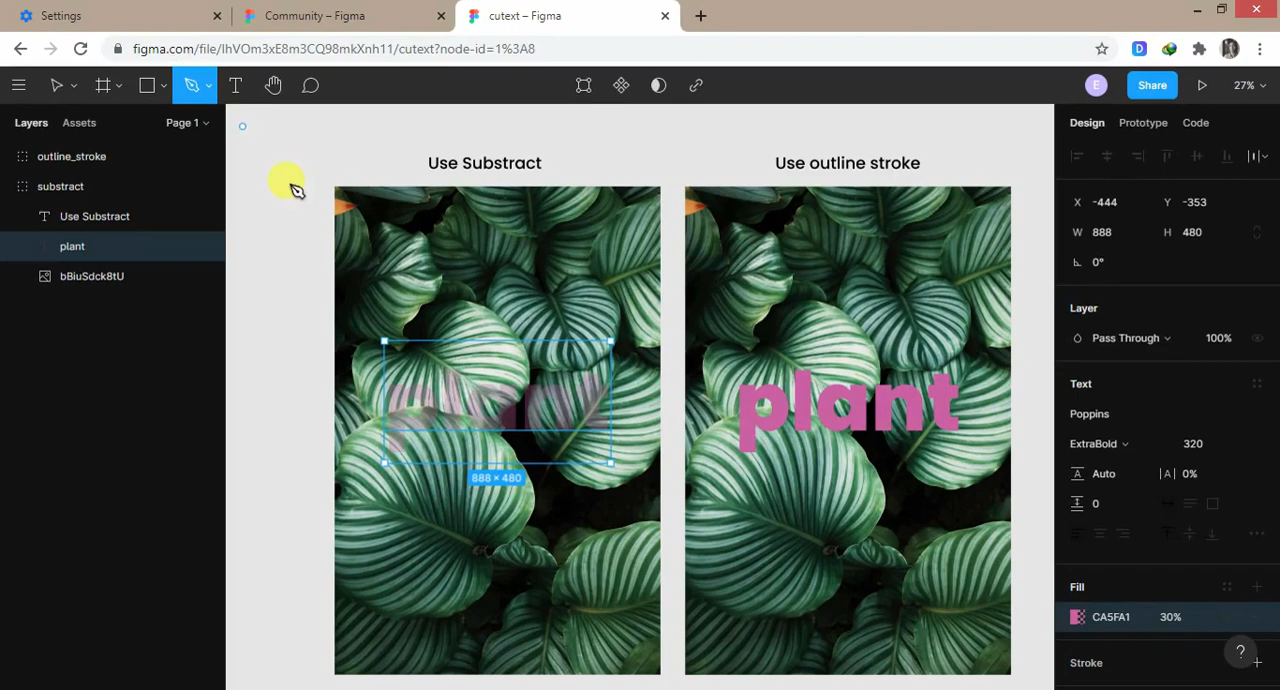 Settings
Community – Figma
cutext – Figma
figma.com/file/IhVOm3xE8m3CQ98mkXnh11/cutext?node-id=1%3A8
D
T
E
Share
27%
Layers
Assets
Page 1
Design
Prototype
Code
outline_stroke
substract
Use Substract
plant
bBiuSdck8tU
Use Substract
Use outline stroke
plant
plant
888 × 480
X -444
Y -353
W 888
H 480
0°
Layer
Pass Through
100%
Text
Poppins
ExtraBold
320
A Auto
|A| 0%
0
Fill
CA5FA1
30%
Stroke
?